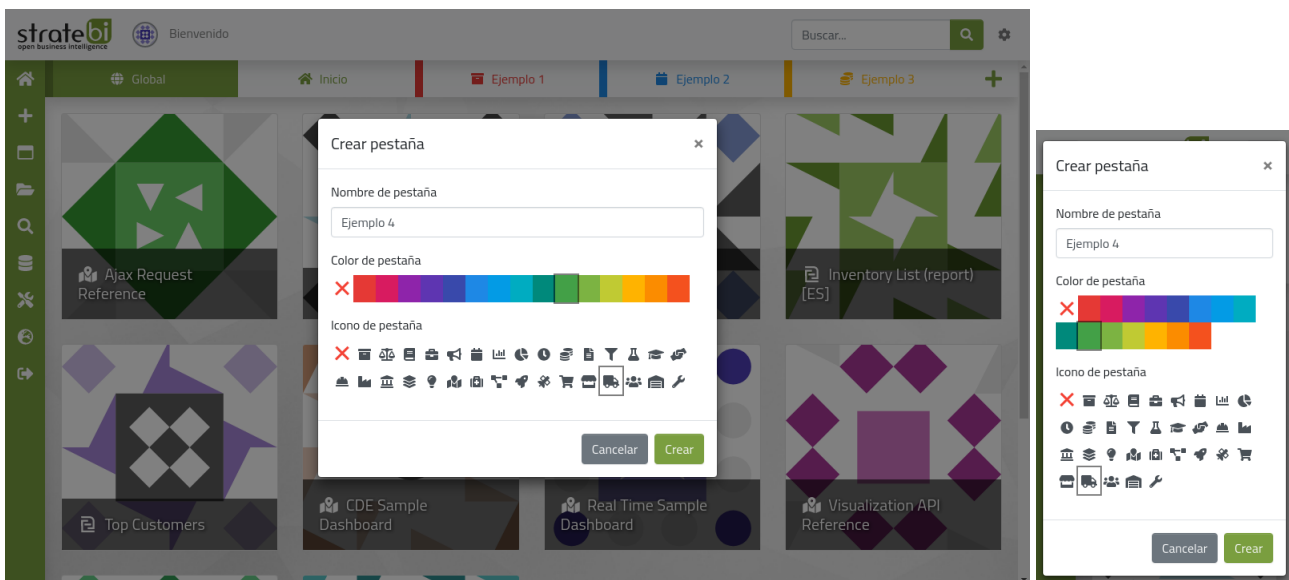 stratebi
open business intelligence
Bienvenido
Buscar...
Global
Inicio
Ejemplo 1
Ejemplo 2
Ejemplo 3
Crear pestaña
×
Nombre de pestaña
Ejemplo 4
Color de pestaña
Icono de pestaña
Cancelar
Crear
Ajax Request
Reference
Inventory List (report)
[ES]
Top Customers
CDE Sample
Dashboard
Real Time Sample
Dashboard
Visualization API
Reference
Crear pestaña
×
Nombre de pestaña
Ejemplo 4
Color de pestaña
Icono de pestaña
Cancelar
Crear